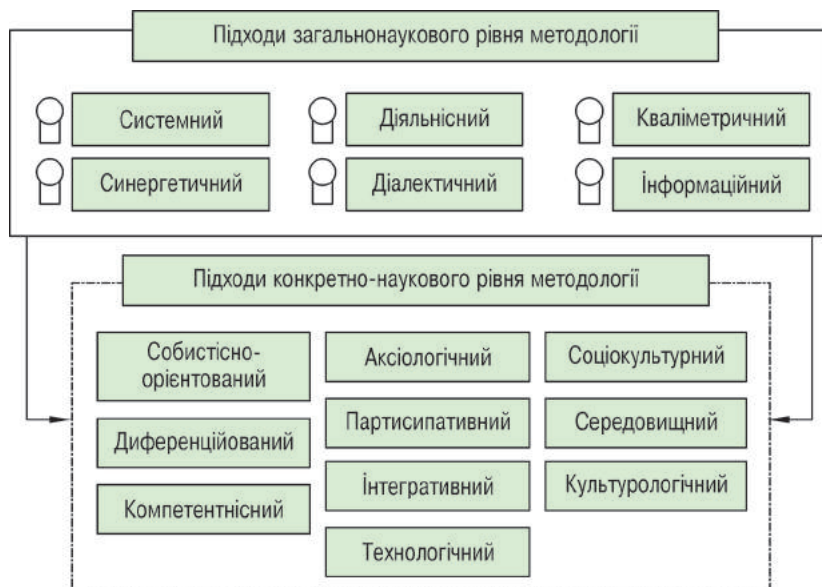 Підходи загальнонаукового рівня методології
Системний
Діяльнісний
Кваліметричний
Синергетичний
Діалектичний
Інформаційний
Підходи конкретно-наукового рівня методології
Собистісно-
орієнтований
Аксіологічний
Соціокультурний
Диференційований
Партисипативний
Середовищний
Компетентнісний
Інтегративний
Культурологічний
Технологічний